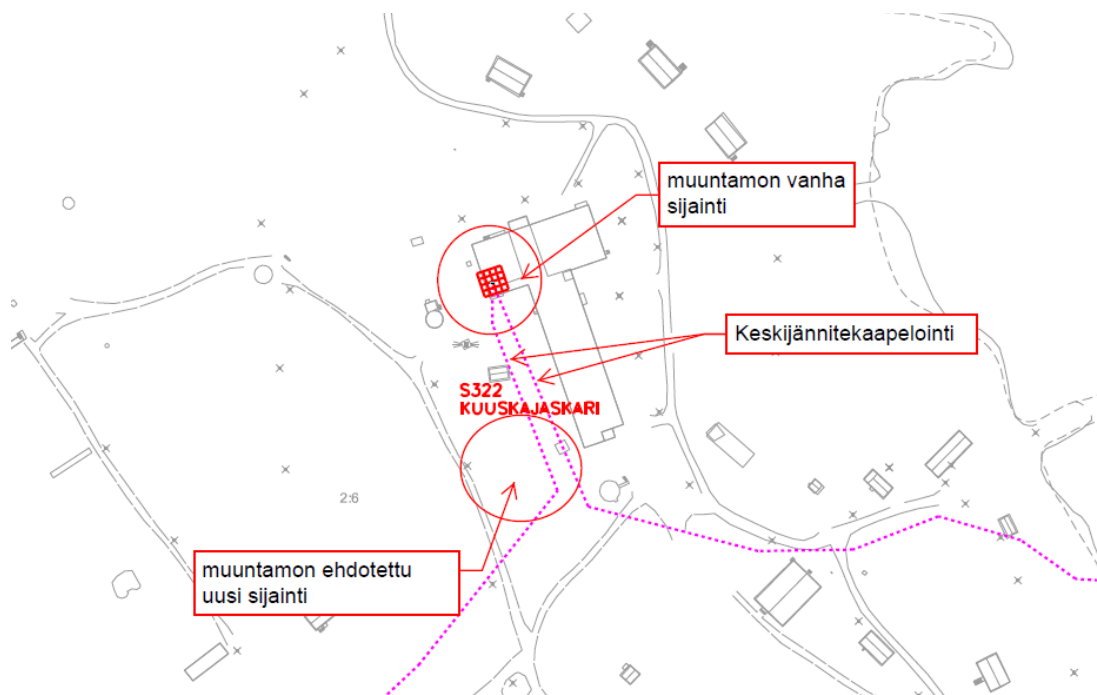 muuntamon vanha
sijainti
Keskijännitekaapelointi
S322
KUUSKAJASKARI
2:6
muuntamon ehdotettu
uusi sijainti